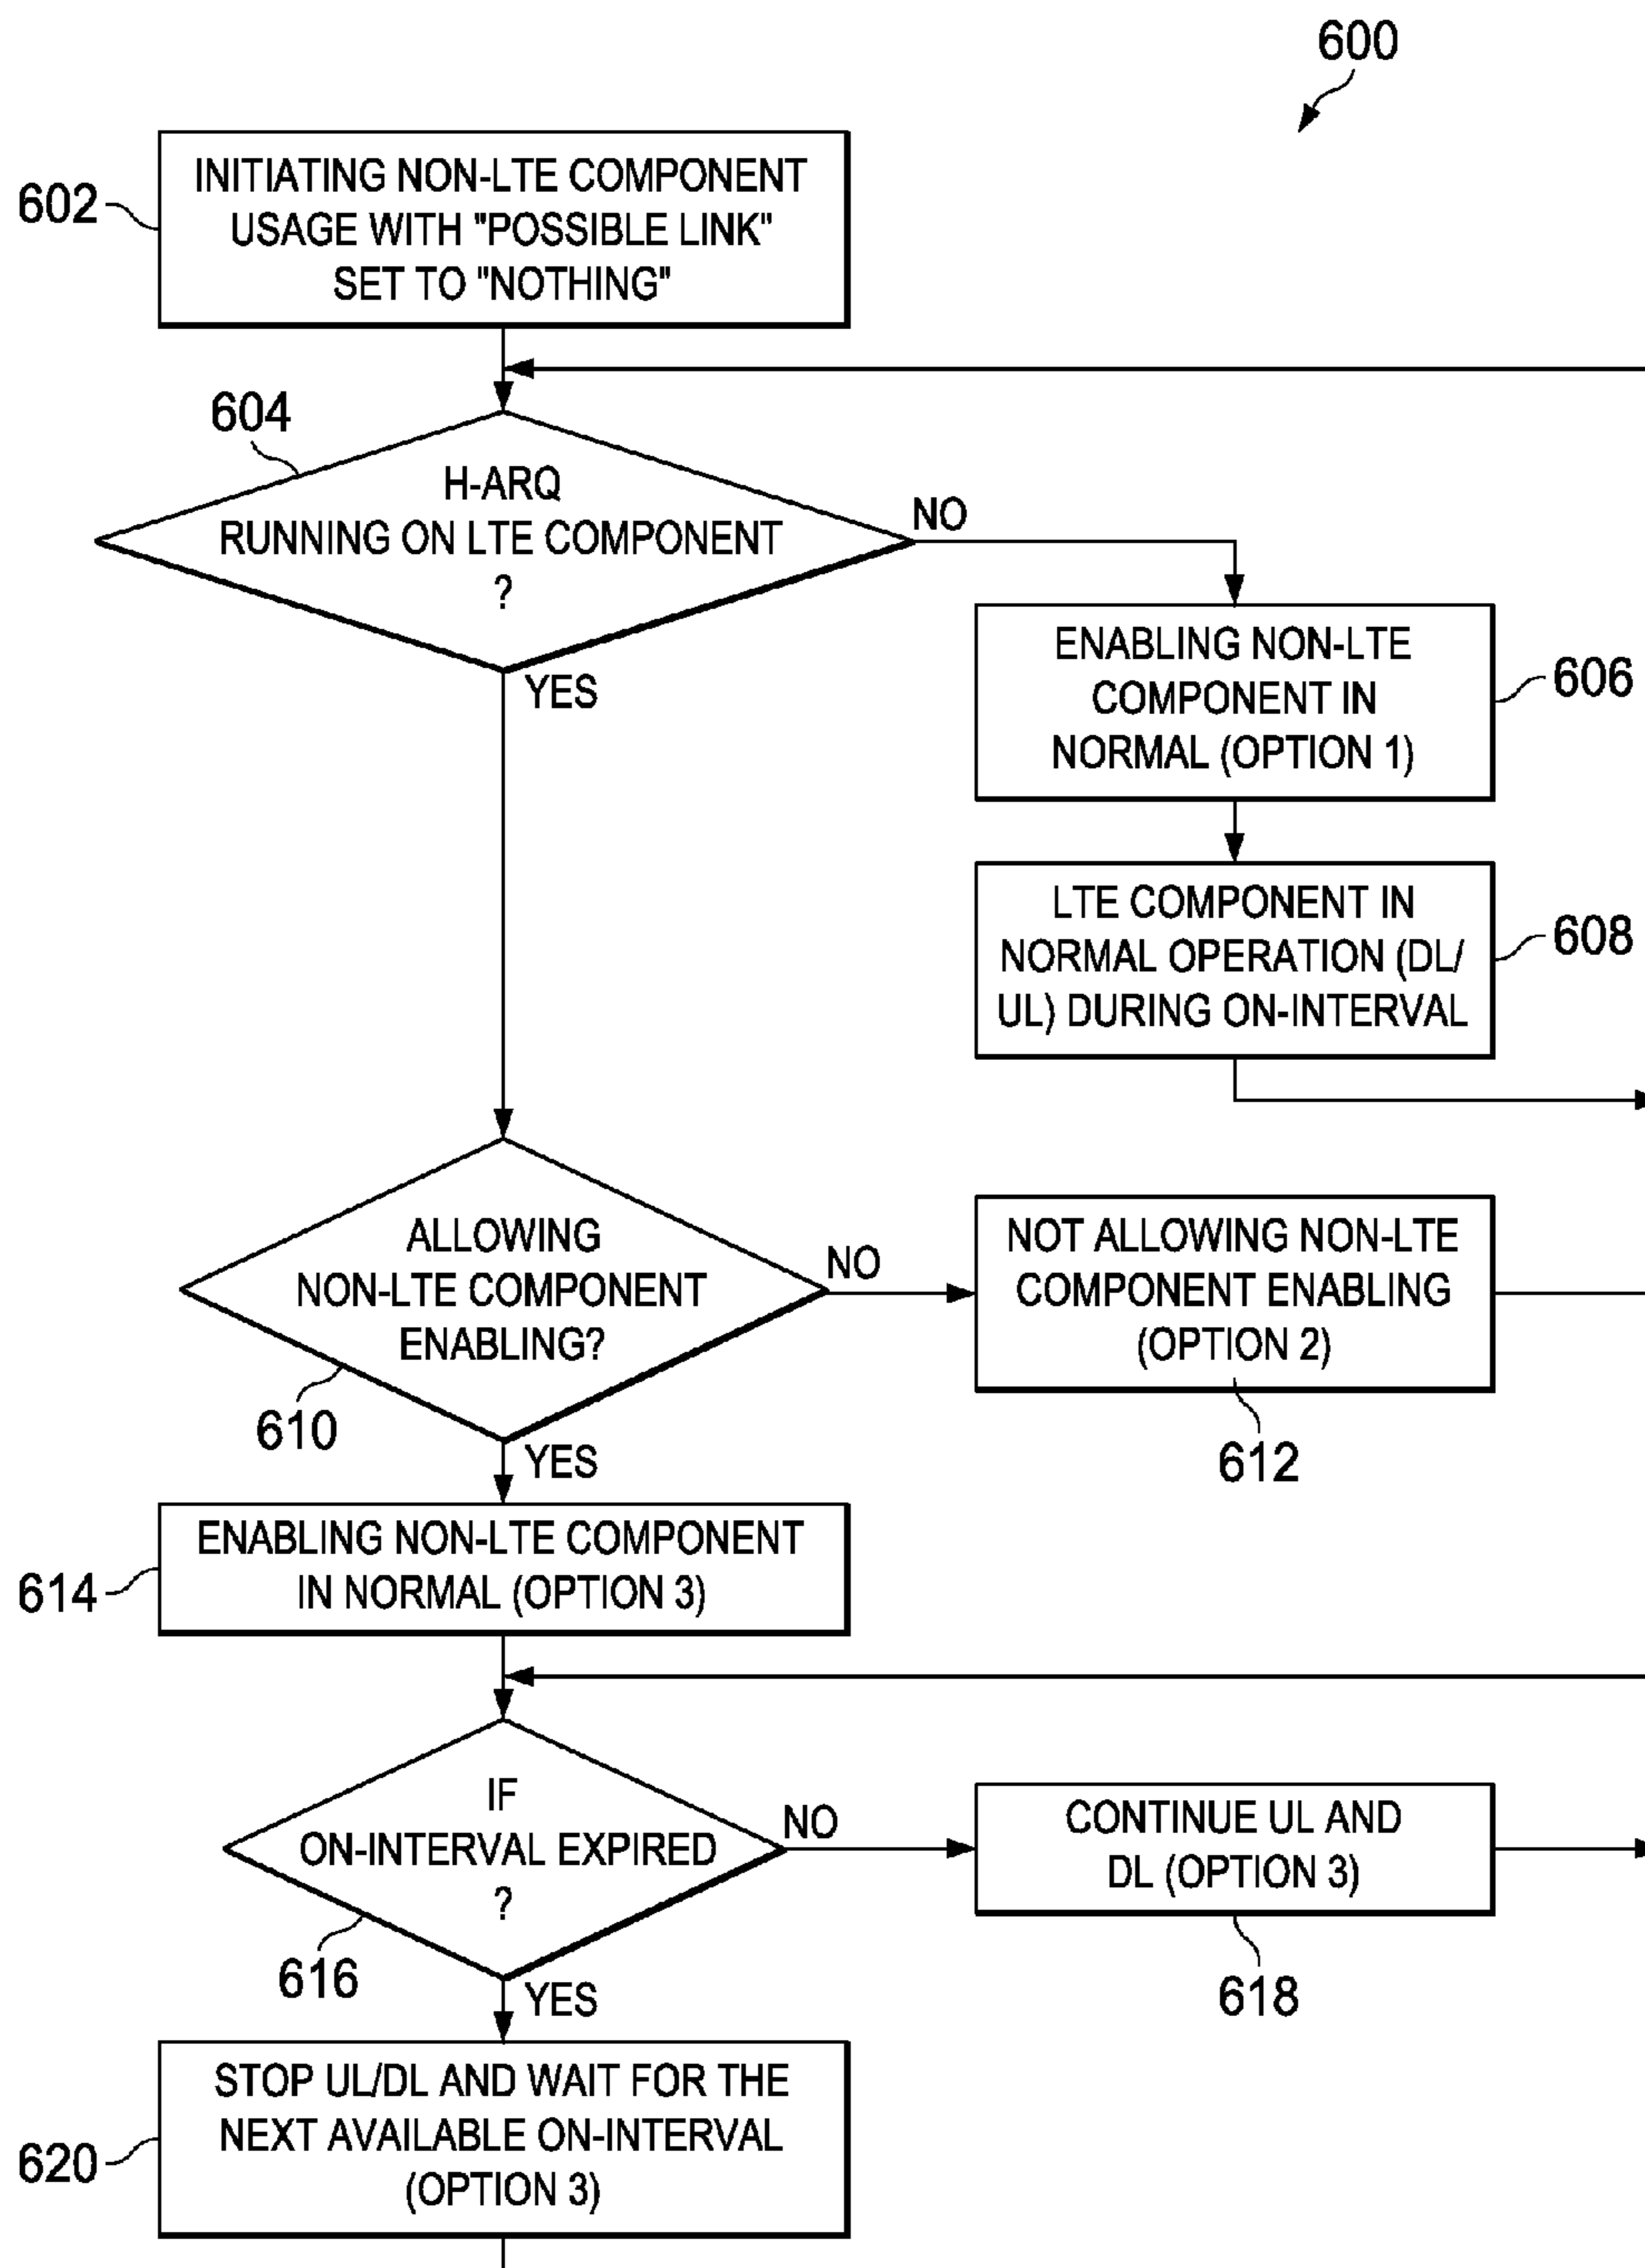 600
602
INITIATING NON-LTE COMPONENT
USAGE WITH "POSSIBLE LINK"
SET TO "NOTHING"
604
H-ARQ
RUNNING ON LTE COMPONENT
?
NO
YES
ENABLING NON-LTE
COMPONENT IN
NORMAL (OPTION 1)
606
LTE COMPONENT IN
NORMAL OPERATION (DL/
UL) DURING ON-INTERVAL
608
ALLOWING
NON-LTE COMPONENT
ENABLING?
NO
610
YES
NOT ALLOWING NON-LTE
COMPONENT ENABLING
(OPTION 2)
612
614
ENABLING NON-LTE COMPONENT
IN NORMAL (OPTION 3)
IF
ON-INTERVAL EXPIRED
?
NO
616
YES
CONTINUE UL AND
DL (OPTION 3)
618
620
STOP UL/DL AND WAIT FOR THE
NEXT AVAILABLE ON-INTERVAL
(OPTION 3)